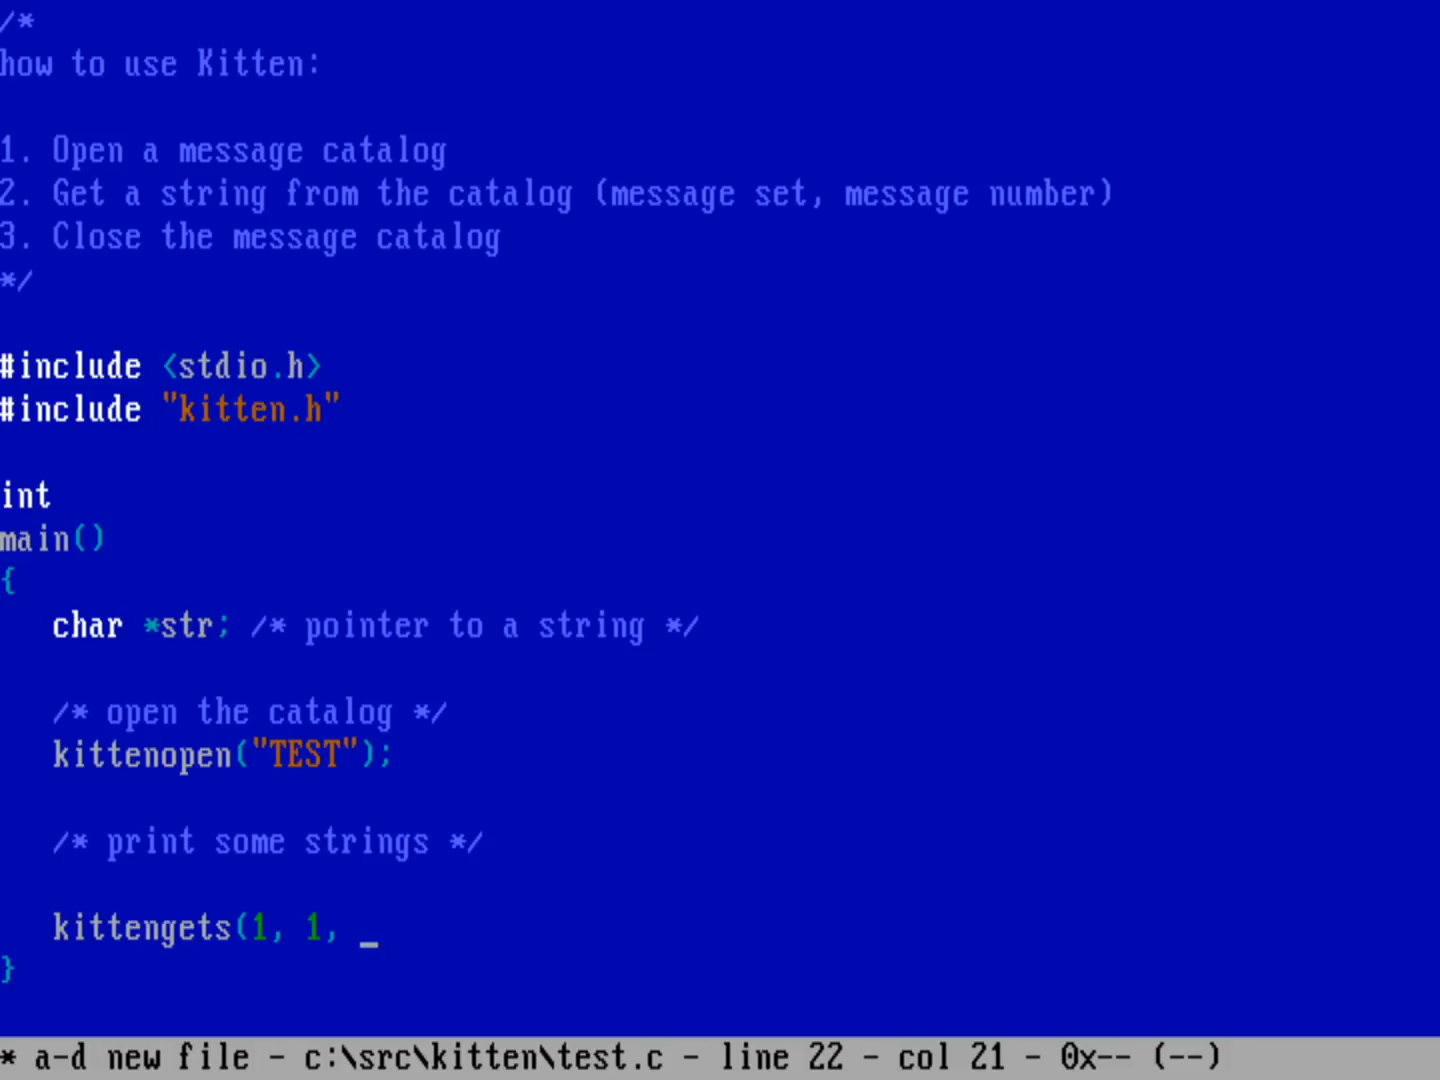 /*
how to use Kitten:
1. Open a message catalog
2. Get a string from the catalog (message set, message number)
3. Close the message catalog
*/
#include <stdio.h>
#include "kitten.h"
int
main()
{
char *str; /* pointer to a string */
/* open the catalog */
kittenopen("TEST");
/* print some strings */
kittengets(1, 1, _
}
* a-d new file - c:\src\kitten\test.c - line 22 - col 21 - 0x-- (--)